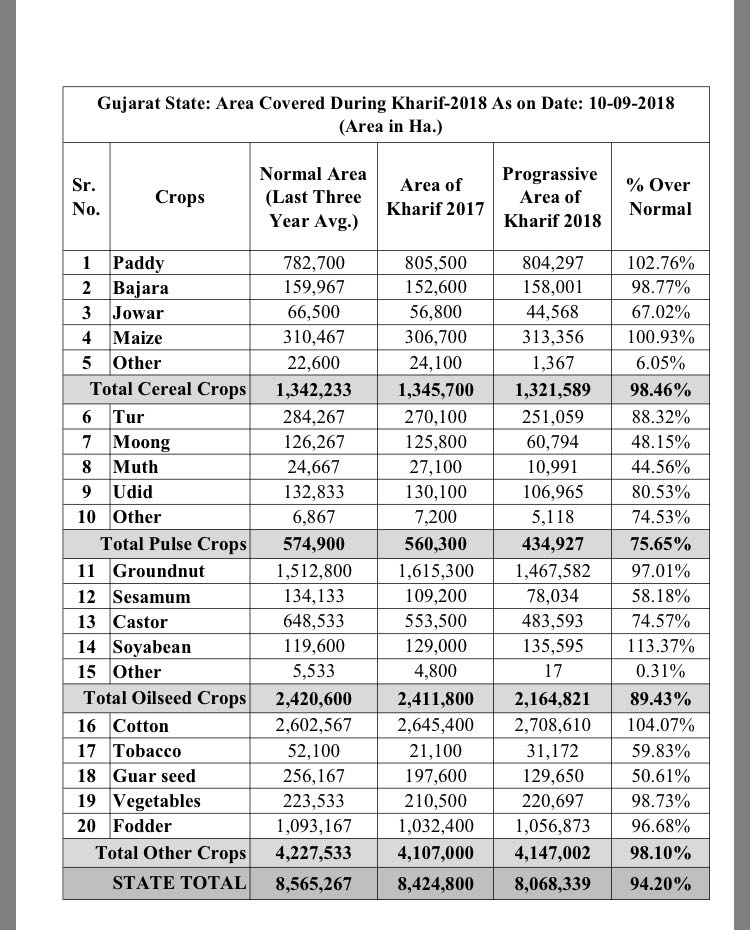 Gujarat State: Area Covered During Kharif-2018 As on Date: 10-09-2018
(Area in Ha.)
Sr. No. Crops Normal Area (Last Three Year Avg.) Area of Kharif 2017 Prograssive Area of Kharif 2018 % Over Normal
1 Paddy 782,700 805,500 804,297 102.76%
2 Bajara 159,967 152,600 158,001 98.77%
3 Jowar 66,500 56,800 44,568 67.02%
4 Maize 310,467 306,700 313,356 100.93%
5 Other 22,600 24,100 1,367 6.05%
Total Cereal Crops 1,342,233 1,345,700 1,321,589 98.46%
6 Tur 284,267 270,100 251,059 88.32%
7 Moong 126,267 125,800 60,794 48.15%
8 Muth 24,667 27,100 10,991 44.56%
9 Udid 132,833 130,100 106,965 80.53%
10 Other 6,867 7,200 5,118 74.53%
Total Pulse Crops 574,900 560,300 434,927 75.65%
11 Groundnut 1,512,800 1,615,300 1,467,582 97.01%
12 Sesamum 134,133 109,200 78,034 58.18%
13 Castor 648,533 553,500 483,593 74.57%
14 Soyabean 119,600 129,000 135,595 113.37%
15 Other 5,533 4,800 17 0.31%
Total Oilseed Crops 2,420,600 2,411,800 2,164,821 89.43%
16 Cotton 2,602,567 2,645,400 2,708,610 104.07%
17 Tobacco 52,100 21,100 31,172 59.83%
18 Guar seed 256,167 197,600 129,650 50.61%
19 Vegetables 223,533 210,500 220,697 98.73%
20 Fodder 1,093,167 1,032,400 1,056,873 96.68%
Total Other Crops 4,227,533 4,107,000 4,147,002 98.10%
STATE TOTAL 8,565,267 8,424,800 8,068,339 94.20%